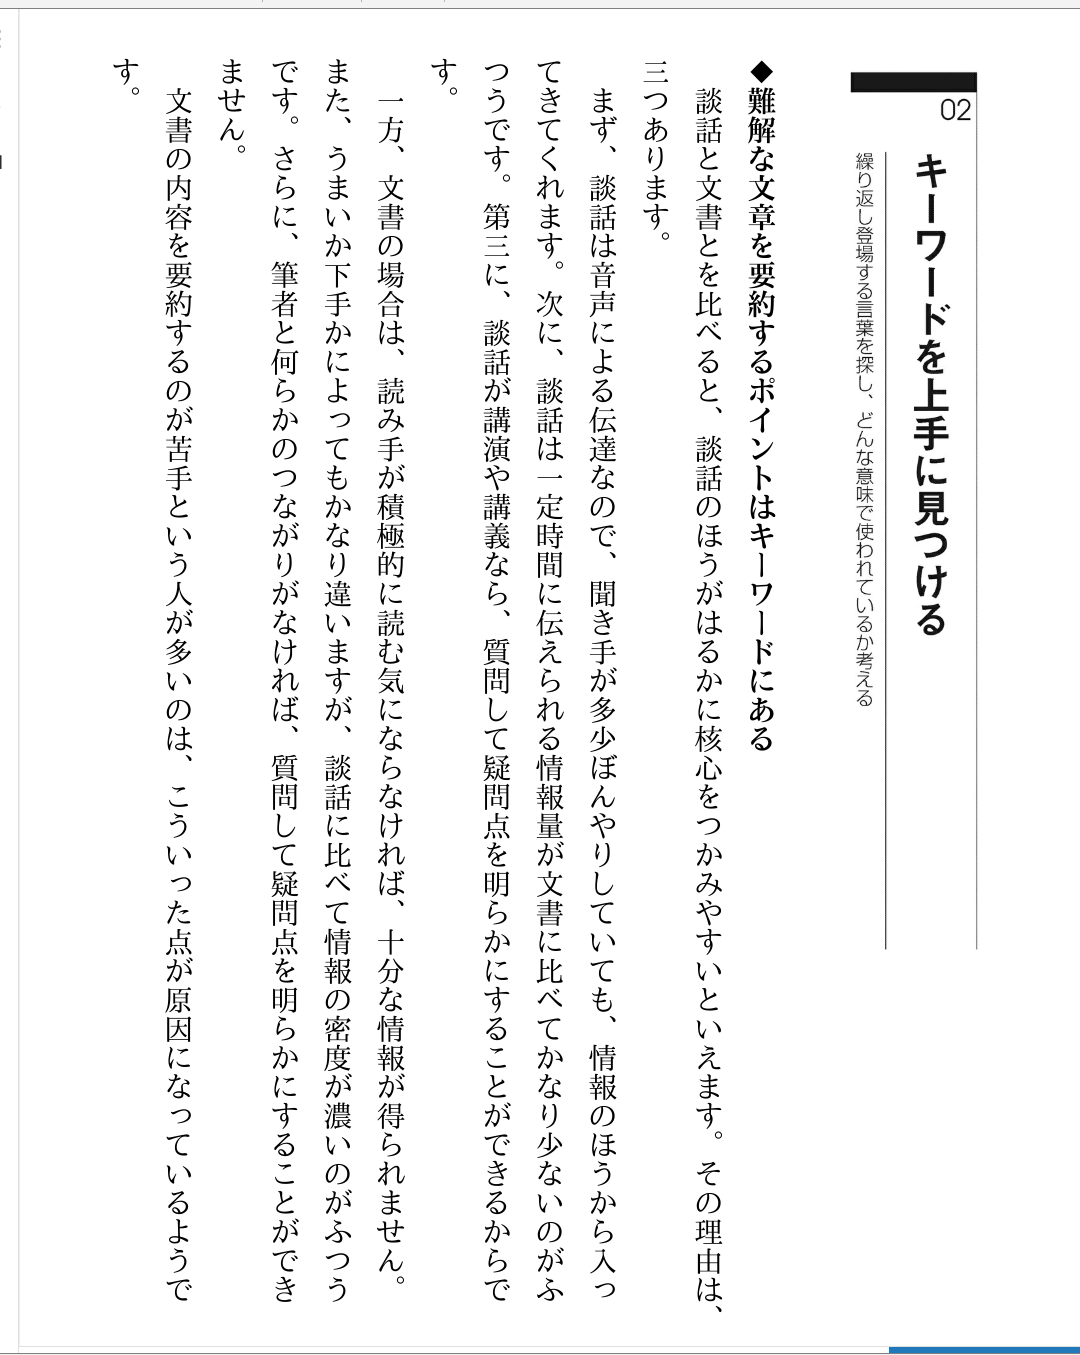 02
キーワードを上手に見つける
繰り返し登場する言葉を探し、どんな意味で使われているか考える
◆難解な文章を要約するポイントはキーワードにある
談話と文書とを比べると、談話のほうがはるかに核心をつかみやすいといえます。その理由は、
三つあります。
まず、談話は音声による伝達なので、聞き手が多少ぼんやりしていても、情報のほうから入っ
てきてくれます。次に、談話は一定時間に伝えられる情報量が文書に比べてかなり少ないのがふ
つうです。第三に、談話が講演や講義なら、質問して疑問点を明らかにすることができるからで
す。
一方、文書の場合は、読み手が積極的に読む気にならなければ、十分な情報が得られません。
また、うまいか下手かによってもかなり違いますが、談話に比べて情報の密度が濃いのがふつう
です。さらに、筆者と何らかのつながりがなければ、質問して疑問点を明らかにすることができ
ません。
文書の内容を要約するのが苦手という人が多いのは、こういった点が原因になっているようで
す。